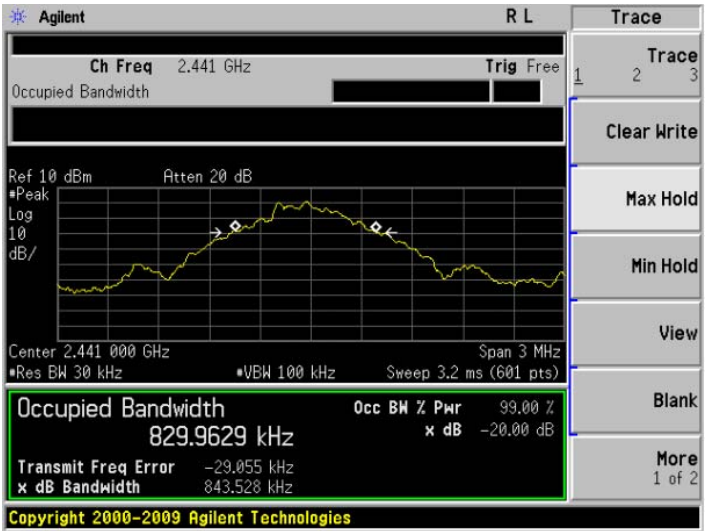 Agilent R L Trace
Ch Freq 2.441 GHz Trig Free
Occupied Bandwidth
Trace
1 2 3
Clear Write
Max Hold
Min Hold
View
Blank
More
1 of 2
Ref 10 dBm Atten 20 dB
#Peak
Log
10
dB/
Center 2.441 000 GHz Span 3 MHz
#Res BW 30 kHz #VBW 100 kHz Sweep 3.2 ms (601 pts)
Occupied Bandwidth Occ BW % Pwr 99.00 %
829.9629 kHz x dB -20.00 dB
Transmit Freq Error -29.055 kHz
x dB Bandwidth 843.528 kHz
Copyright 2000-2009 Agilent Technologies